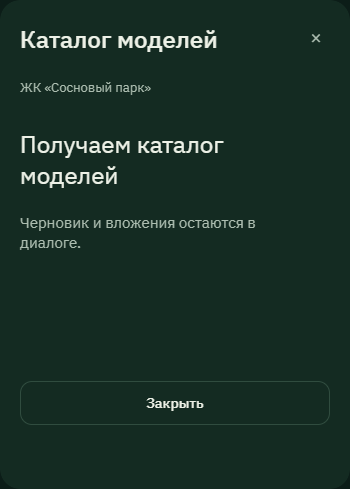 Каталог моделей ×
ЖК «Сосновый парк»
Получаем каталог
моделей
Черновик и вложения остаются в
диалоге.
Закрыть